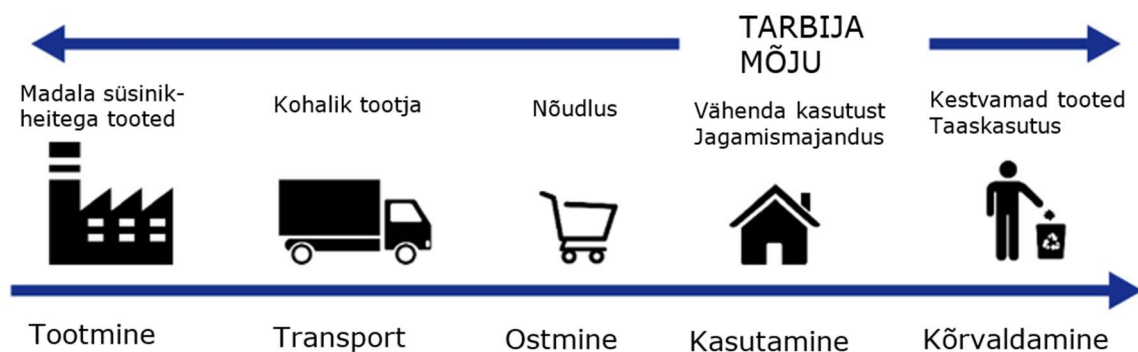 TARBIJA
MÕJU
Madala süsinik-
heitega tooted
Kohalik tootja
Nõudlus
Vähenda kasutust
Jagamismajandus
Kestvamad tooted
Taaskasutus
Tootmine
Transport
Ostmine
Kasutamine
Kõrvaldamine